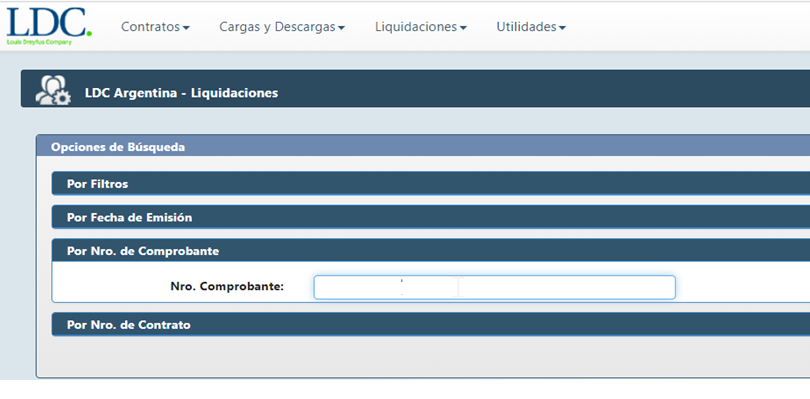 LDC.
Louis Dreyfus Company
Contratos Cargas y Descargas Liquidaciones Utilidades
LDC Argentina - Liquidaciones
Opciones de Búsqueda
Por Filtros
Por Fecha de Emisión
Por Nro. de Comprobante
Nro. Comprobante:
Por Nro. de Contrato